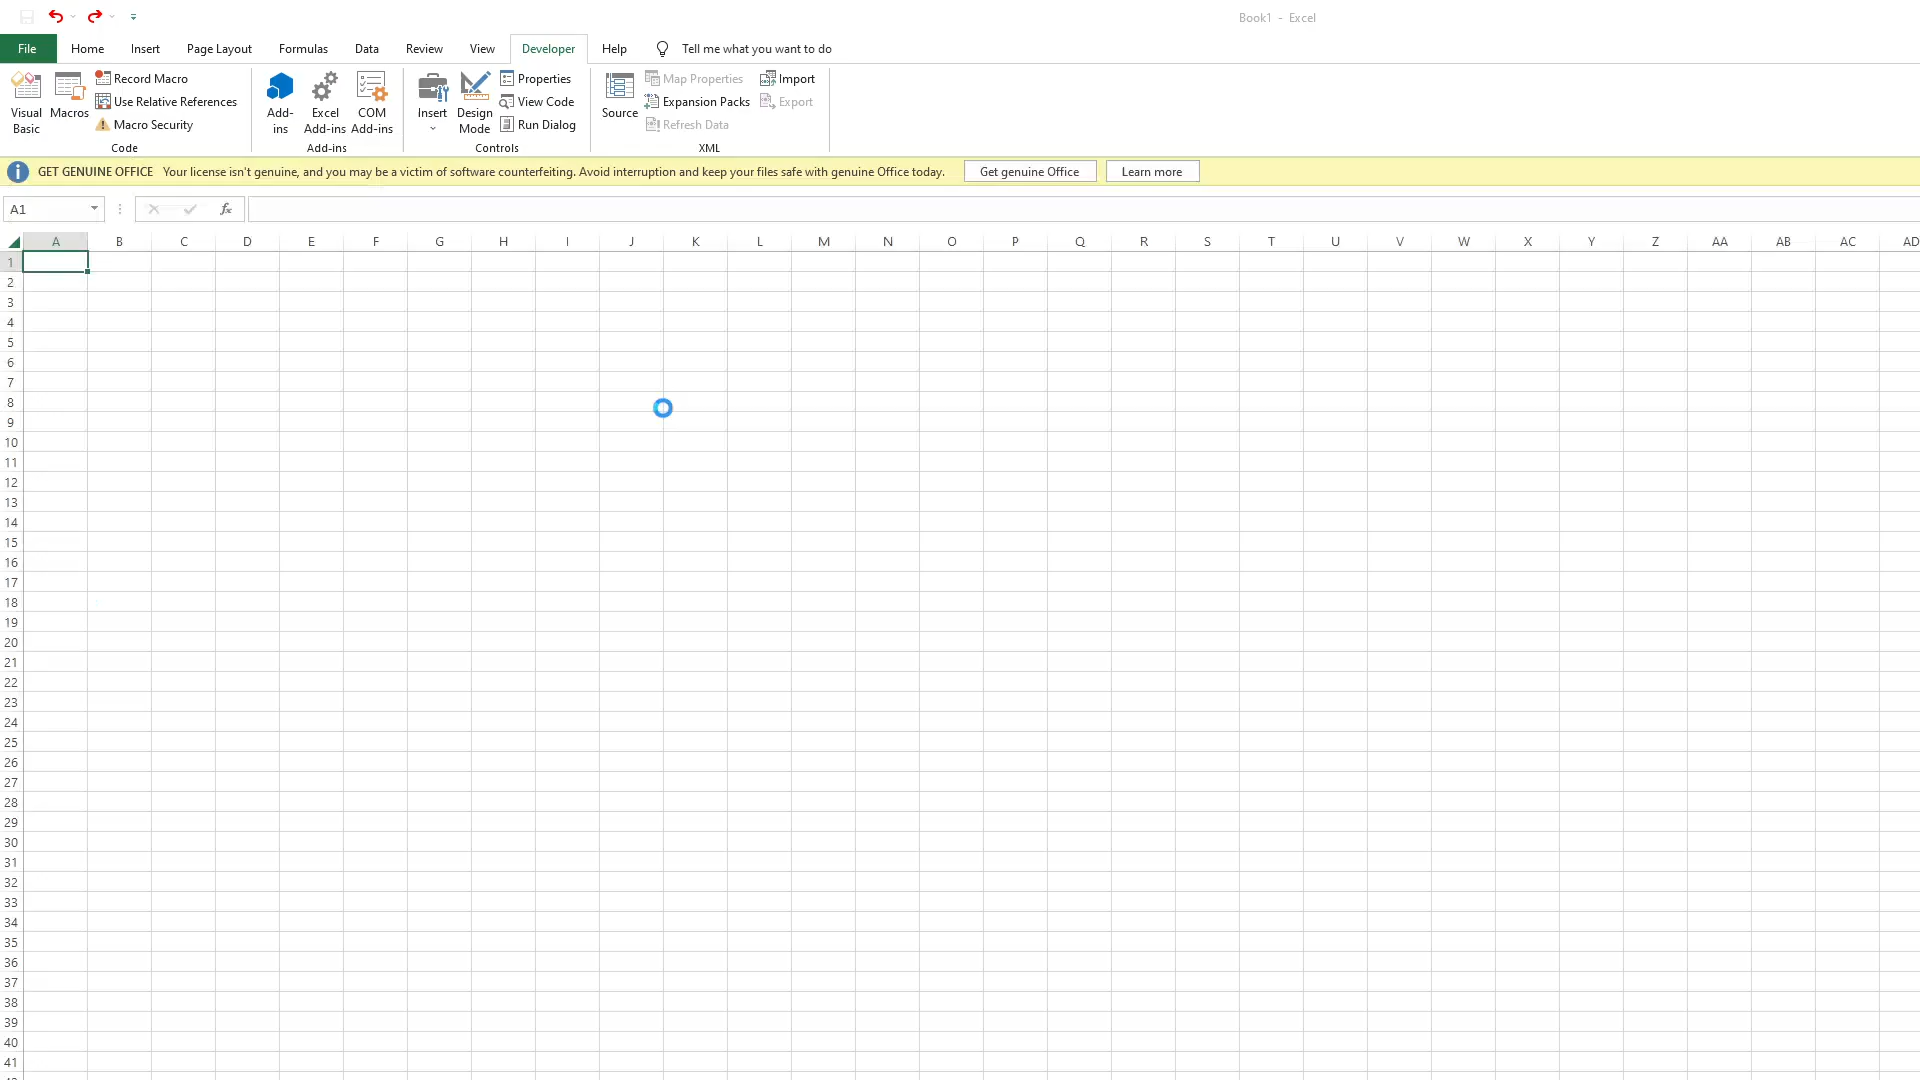 Book1 - Excel
File Home Insert Page Layout Formulas Data Review View Developer Help Tell me what you want to do
Visual Basic
Macros
Record Macro
Use Relative References
Macro Security
Code
Add-ins
Excel Add-ins
COM Add-ins
Add-ins
Insert
Design Mode
Properties
View Code
Run Dialog
Controls
Source
Map Properties
Expansion Packs
Refresh Data
Import
Export
XML
GET GENUINE OFFICE Your license isn't genuine, and you may be a victim of software counterfeiting. Avoid interruption and keep your files safe with genuine Office today. Get genuine Office Learn more
A1 fx
A B C D E F G H I J K L M N O P Q R S T U V W X Y Z AA AB AC AD
1
2
3
4
5
6
7
8
9
10
11
12
13
14
15
16
17
18
19
20
21
22
23
24
25
26
27
28
29
30
31
32
33
34
35
36
37
38
39
40
41